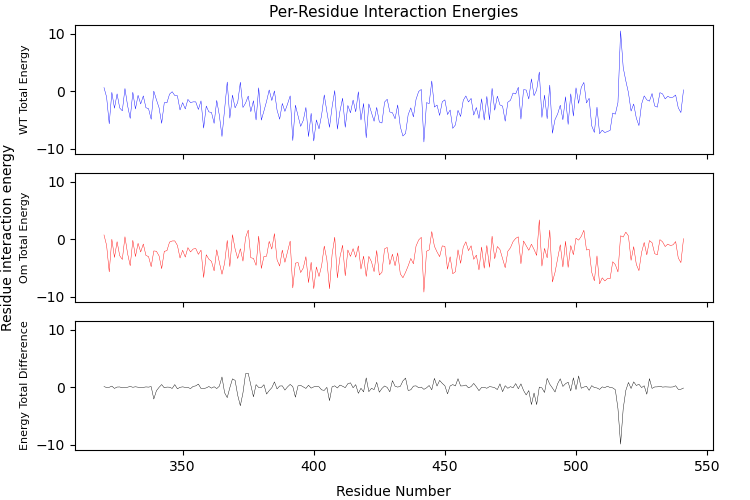 Per-Residue Interaction Energies
Residue interaction energy
WT Total Energy
10
0
−10
Om Total Energy
10
0
−10
Energy Total Difference
10
0
−10
350
400
450
500
550
Residue Number